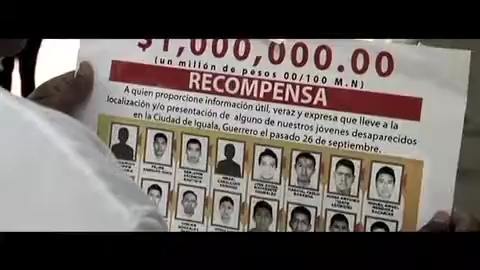 $1,000,000.00
(un millón de pesos 00/100 M.N)
RECOMPENSA
A quien proporcione información útil, veraz y expresa que lleve a la
localización y/o presentación de alguno de nuestros jóvenes desaparecidos
en la Ciudad de Iguala, Guerrero el pasado 26 de septiembre.